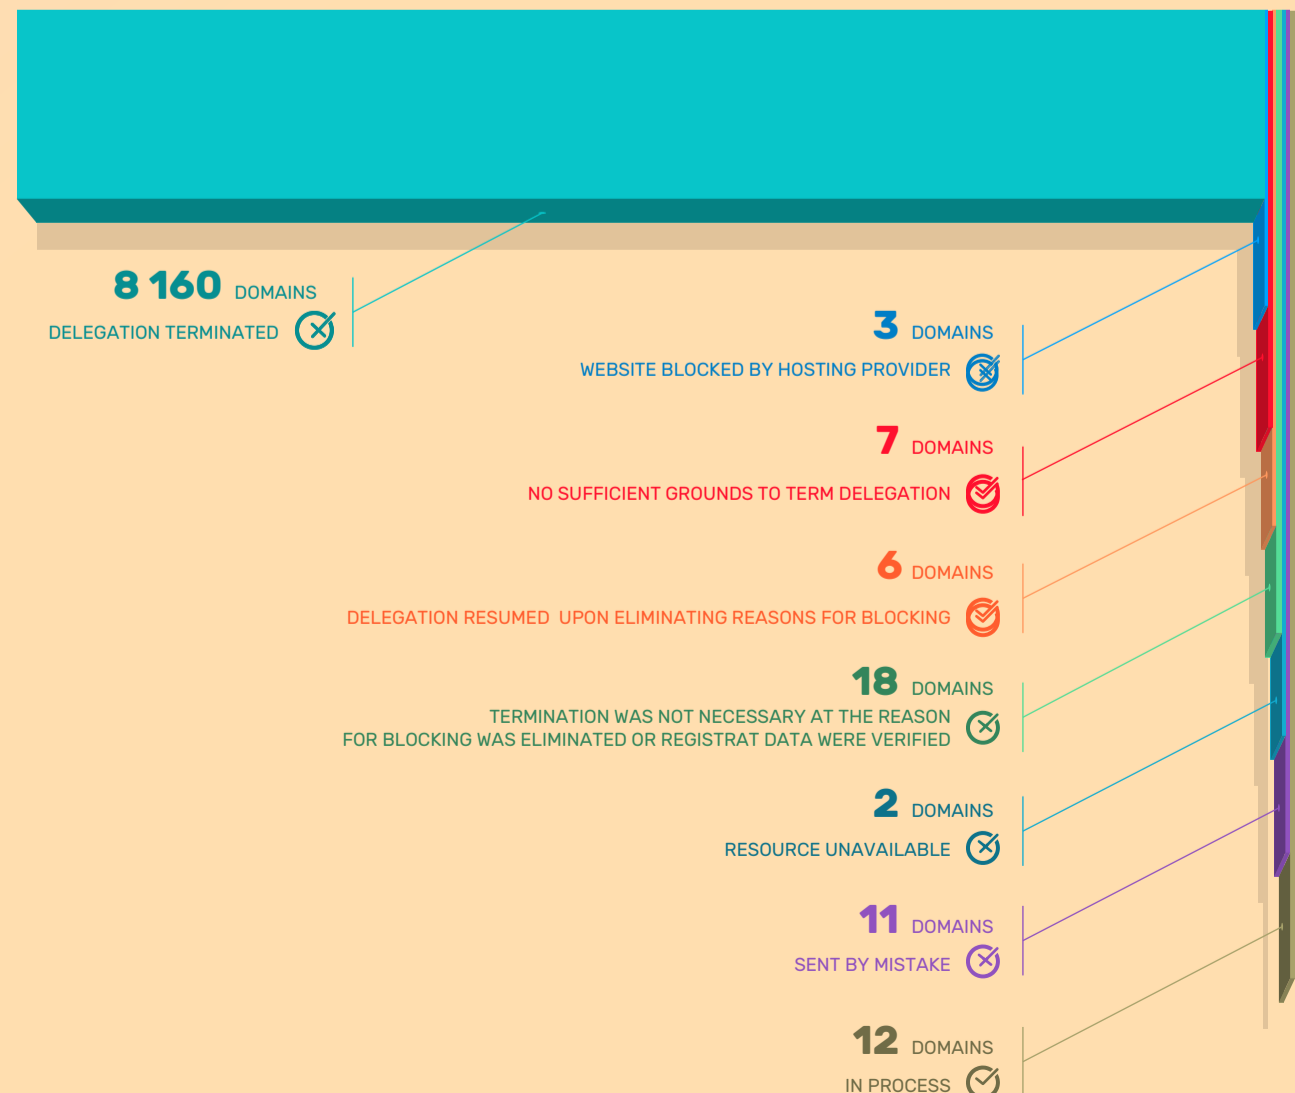 8 160 DOMAINS
DELEGATION TERMINATED
3 DOMAINS
WEBSITE BLOCKED BY HOSTING PROVIDER
7 DOMAINS
NO SUFFICIENT GROUNDS TO TERM DELEGATION
6 DOMAINS
DELEGATION RESUMED UPON ELIMINATING REASONS FOR BLOCKING
18 DOMAINS
TERMINATION WAS NOT NECESSARY AT THE REASON
FOR BLOCKING WAS ELIMINATED OR REGISTRAT DATA WERE VERIFIED
2 DOMAINS
RESOURCE UNAVAILABLE
11 DOMAINS
SENT BY MISTAKE
12 DOMAINS
IN PROCESS